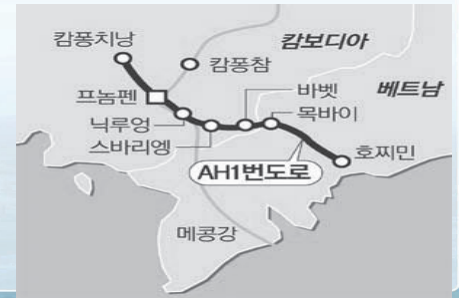 캄퐁치낭
캄보디아
캄퐁참
프놈펜
바벳
베트남
닉루엉
목바이
스바리엥
호찌민
AH1번도로
메콩강